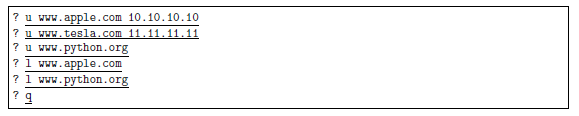 ? u www.apple.com 10.10.10.10
? u www.tesla.com 11.11.11.11
? u www.python.org
? l www.apple.com
? l www.python.org
? q